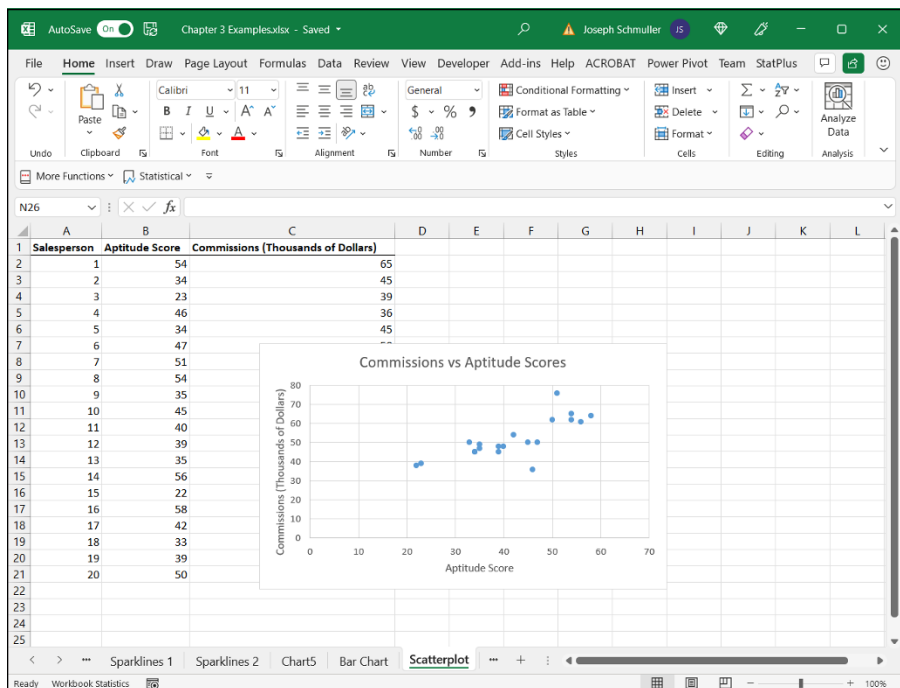 AutoSave On Chapter 3 Examples.xlsx - Saved Joseph Schmuller JS
File Home Insert Draw Page Layout Formulas Data Review View Developer Add-ins Help ACROBAT Power Pivot Team StatPlus
Paste Calibri 11 General Conditional Formatting Insert
B I U A A $ % Format as Table Delete Analyze Data
A Cell Styles Format
Undo Clipboard Font Alignment Number Styles Cells Editing Analysis
More Functions Statistical
N26 fx
A B C D E F G H I J K L
1 Salesperson Aptitude Score Commissions (Thousands of Dollars)
2 1 54 65
3 2 34 45
4 3 23 39
5 4 46 36
6 5 34 45
7 6 47
8 7 51
9 8 54
10 9 35
11 10 45
12 11 40
13 12 39
14 13 35
15 14 56
16 15 22
17 16 58
18 17 42
19 18 33
20 19 39
21 20 50
22
23
24
25
Commissions vs Aptitude Scores
Commissions (Thousands of Dollars)
80
70
60
50
40
30
20
10
0
0 10 20 30 40 50 60 70
Aptitude Score
Sparklines 1 Sparklines 2 Chart5 Bar Chart Scatterplot
Ready Workbook Statistics 100%